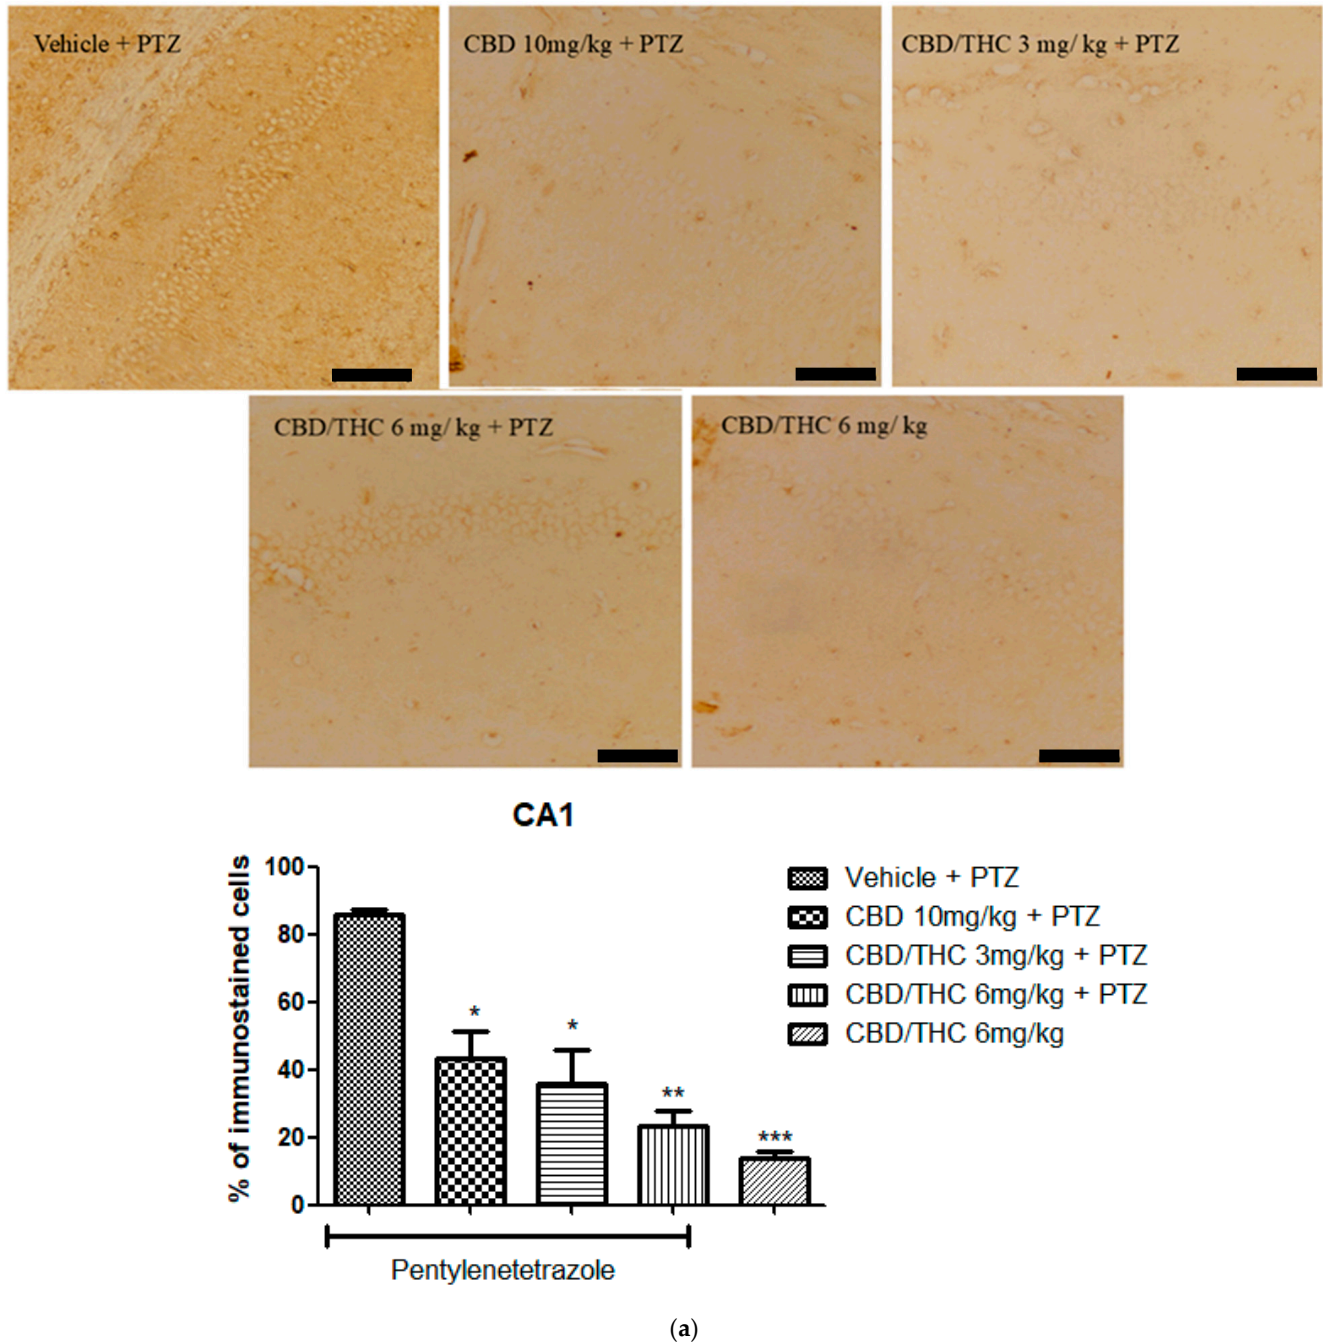 Vehicle + PTZ
CBD 10mg/kg + PTZ
CBD/THC 3 mg/ kg + PTZ
CBD/THC 6 mg/ kg + PTZ
CBD/THC 6 mg/ kg
CA1
% of immunostained cells
100
80
60
40
20
0
*
*
**
***
Pentylenetetrazole
Vehicle + PTZ
CBD 10mg/kg + PTZ
CBD/THC 3mg/kg + PTZ
CBD/THC 6mg/kg + PTZ
CBD/THC 6mg/kg
(a)